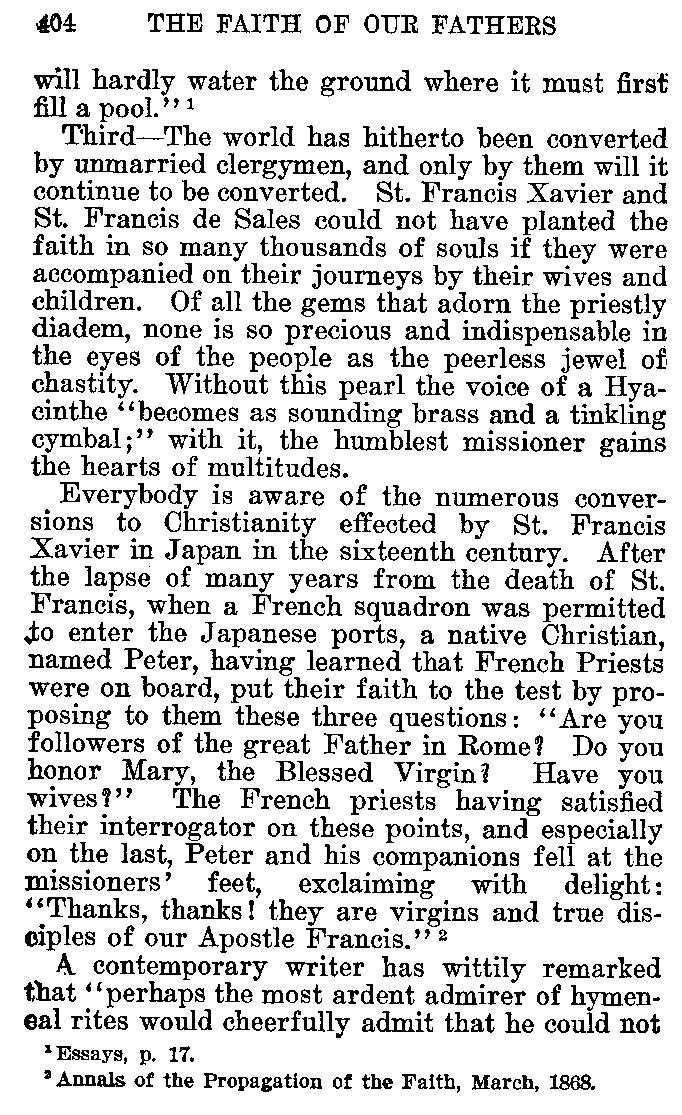 404 THE FAITH OF OUR FATHERS
will hardly water the ground where it must first
fill a pool."¹
Third—The world has hitherto been converted
by unmarried clergymen, and only by them will it
continue to be converted. St. Francis Xavier and
St. Francis de Sales could not have planted the
faith in so many thousands of souls if they were
accompanied on their journeys by their wives and
children. Of all the gems that adorn the priestly
diadem, none is so precious and indispensable in
the eyes of the people as the peerless jewel of
chastity. Without this pearl the voice of a Hya-
cinthe "becomes as sounding brass and a tinkling
cymbal;" with it, the humblest missioner gains
the hearts of multitudes.
Everybody is aware of the numerous conver-
sions to Christianity effected by St. Francis
Xavier in Japan in the sixteenth century. After
the lapse of many years from the death of St.
Francis, when a French squadron was permitted
to enter the Japanese ports, a native Christian,
named Peter, having learned that French Priests
were on board, put their faith to the test by pro-
posing to them these three questions: "Are you
followers of the great Father in Rome? Do you
honor Mary, the Blessed Virgin? Have you
wives?" The French priests having satisfied
their interrogator on these points, and especially
on the last, Peter and his companions fell at the
missioners' feet, exclaiming with delight:
"Thanks, thanks! they are virgins and true dis-
ciples of our Apostle Francis."²
A contemporary writer has wittily remarked
that "perhaps the most ardent admirer of hymen-
eal rites would cheerfully admit that he could not
¹ Essays, p. 17.
² Annals of the Propagation of the Faith, March, 1868.